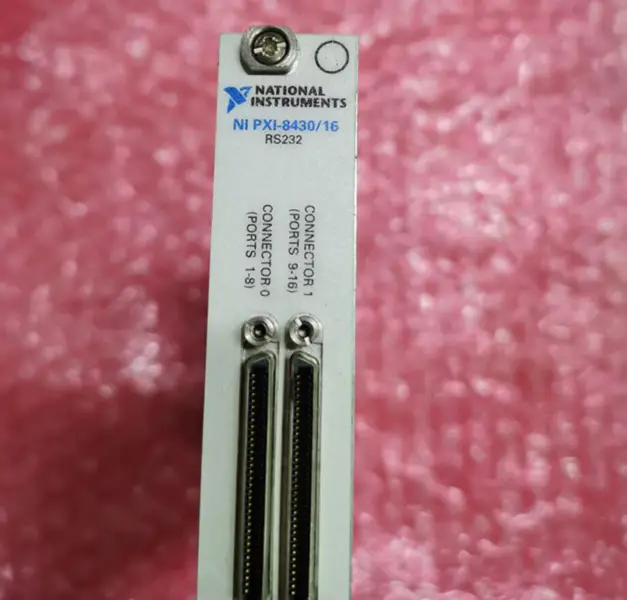 NATIONAL
INSTRUMENTS
NI PXI-8430/16
RS232
CONNECTOR 0
(PORTS 1-8)
CONNECTOR 1
(PORTS 9-16)